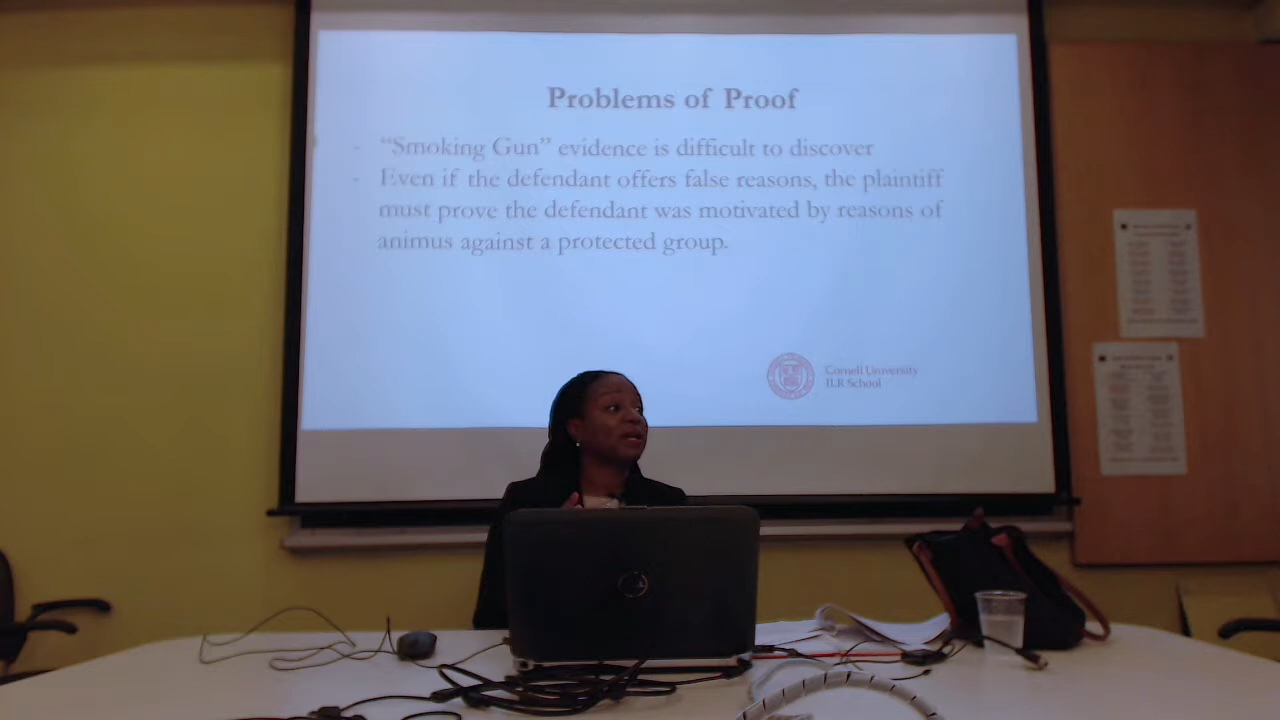 Problems of Proof
- “Smoking Gun” evidence is difficult to discover
- Even if the defendant offers false reasons, the plaintiff
must prove the defendant was motivated by reasons of
animus against a protected group.
Cornell University
ILR School